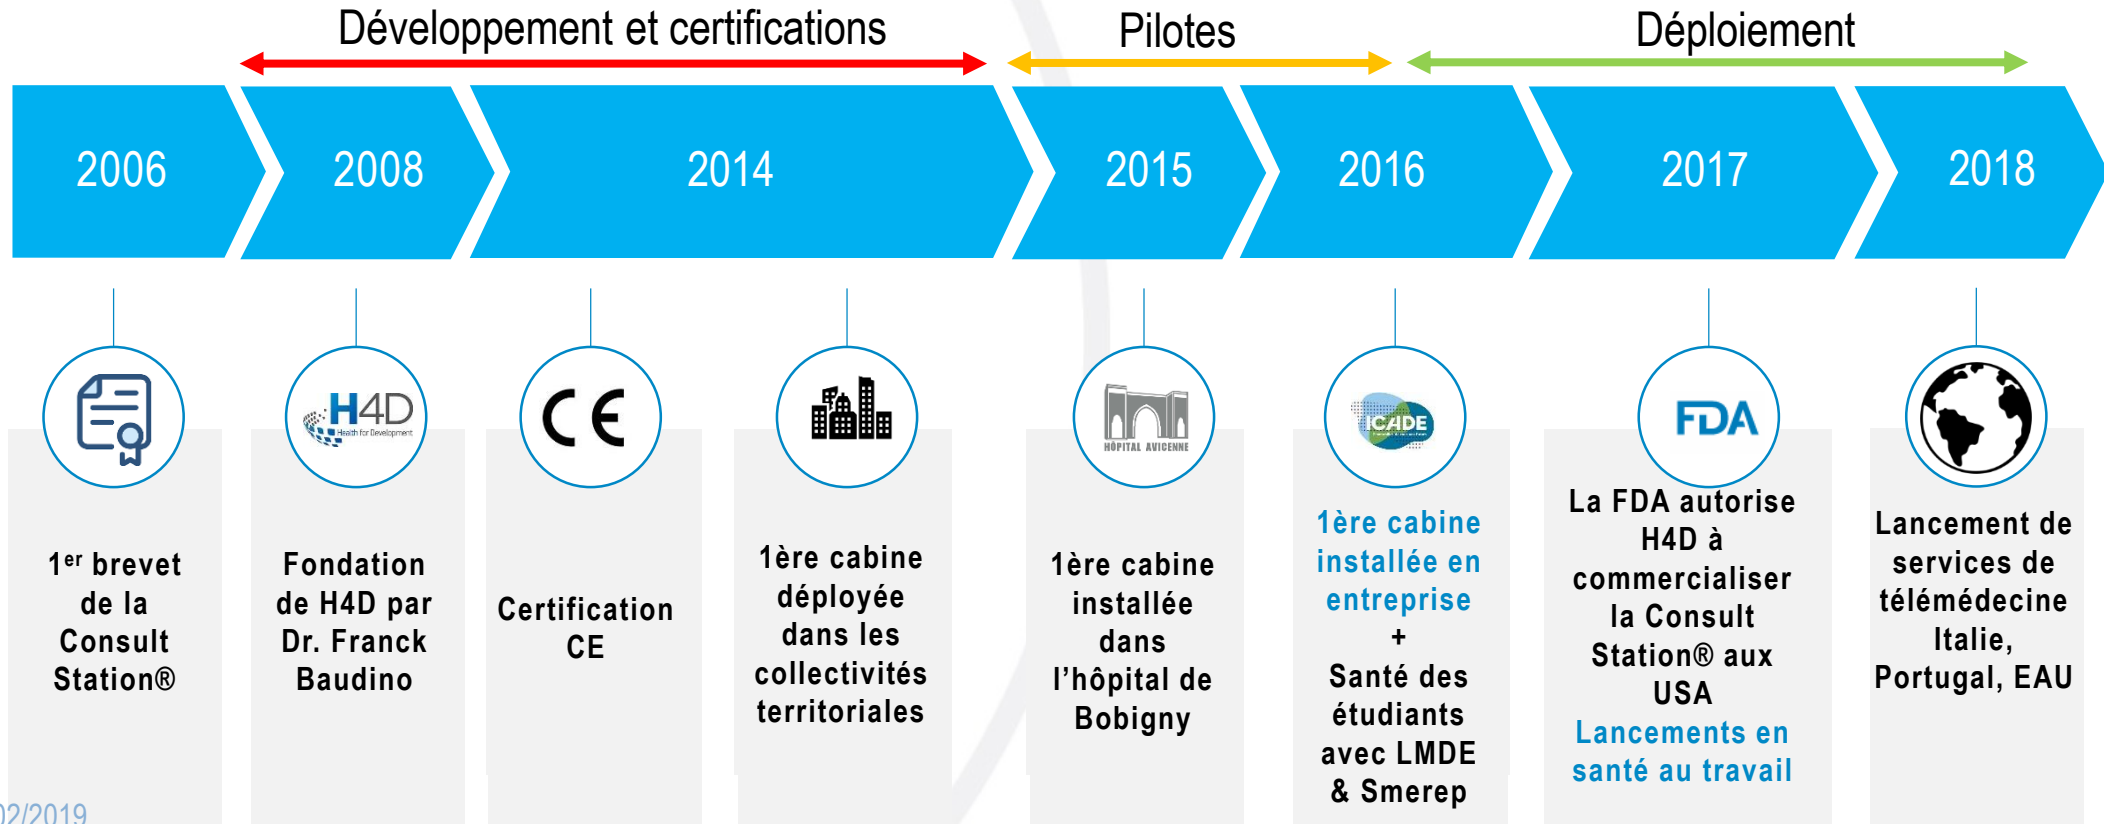 Développement et certifications
Pilotes
Déploiement
2006
2008
2014
2015
2016
2017
2018
H4D
Health for Development
CE
HÔPITAL AVICENNE
ICADE
FDA
1er brevet
de la
Consult
Station®
Fondation
de H4D par
Dr. Franck
Baudino
Certification
CE
1ère cabine
déployée
dans les
collectivités
territoriales
1ère cabine
installée
dans
l’hôpital de
Bobigny
1ère cabine
installée en
entreprise
+
Santé des
étudiants
avec LMDE
& Smerep
La FDA autorise
H4D à
commercialiser
la Consult
Station® aux
USA
Lancements en
santé au travail
Lancement de
services de
télémédecine
Italie,
Portugal, EAU
02/2019